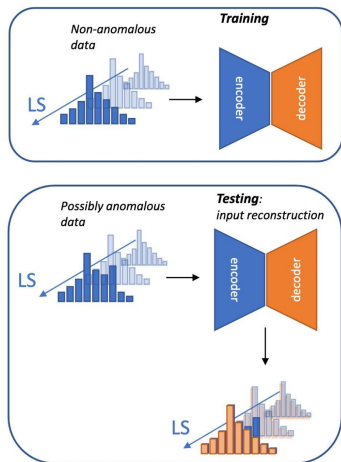 Training
Non-anomalous
data
LS
encoder
decoder
Testing:
input reconstruction
Possibly anomalous
data
LS
encoder
decoder
LS